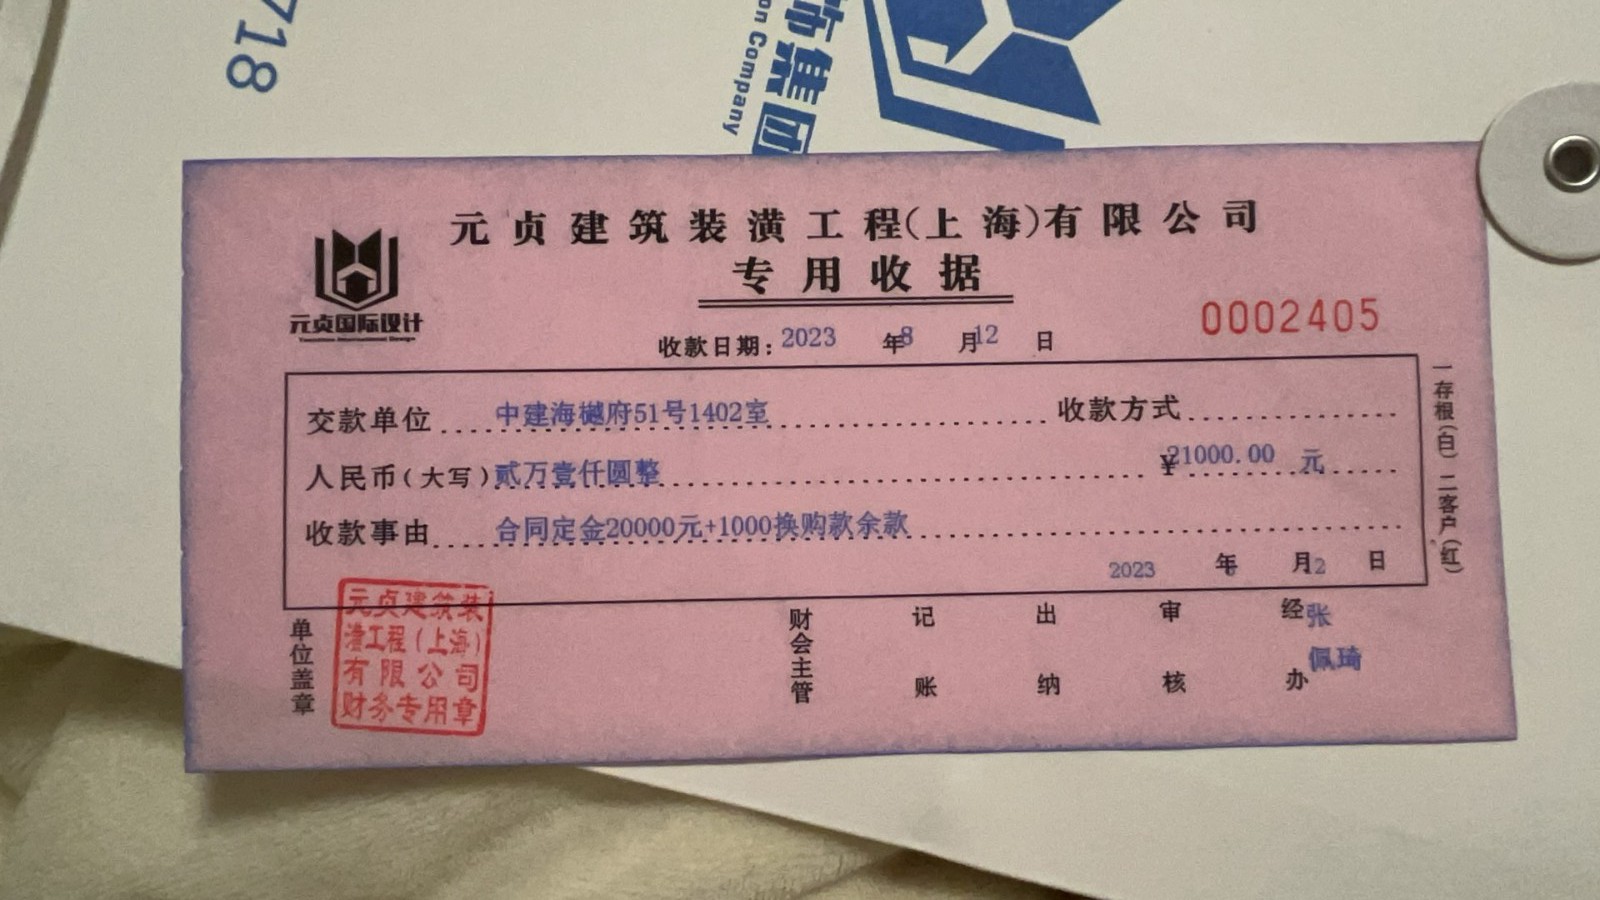 718
饰集团
on Company
元贞建筑装潢工程(上海)有限公司
专用收据
元贞国际设计
0002405
收款日期：2023 年8 月12 日
交款单位 中建海樾府51号1402室 收款方式
人民币(大写)贰万壹仟圆整 ¥21000.00 元
收款事由 合同定金20000元+1000换购款余款
2023 年8 月12 日
一存根(白) 二客户(红)
单位盖章
元贞建筑装
潢工程(上海)
有限公司
财务专用章
财会主管 记账 出纳 审核 经办 张佩琦